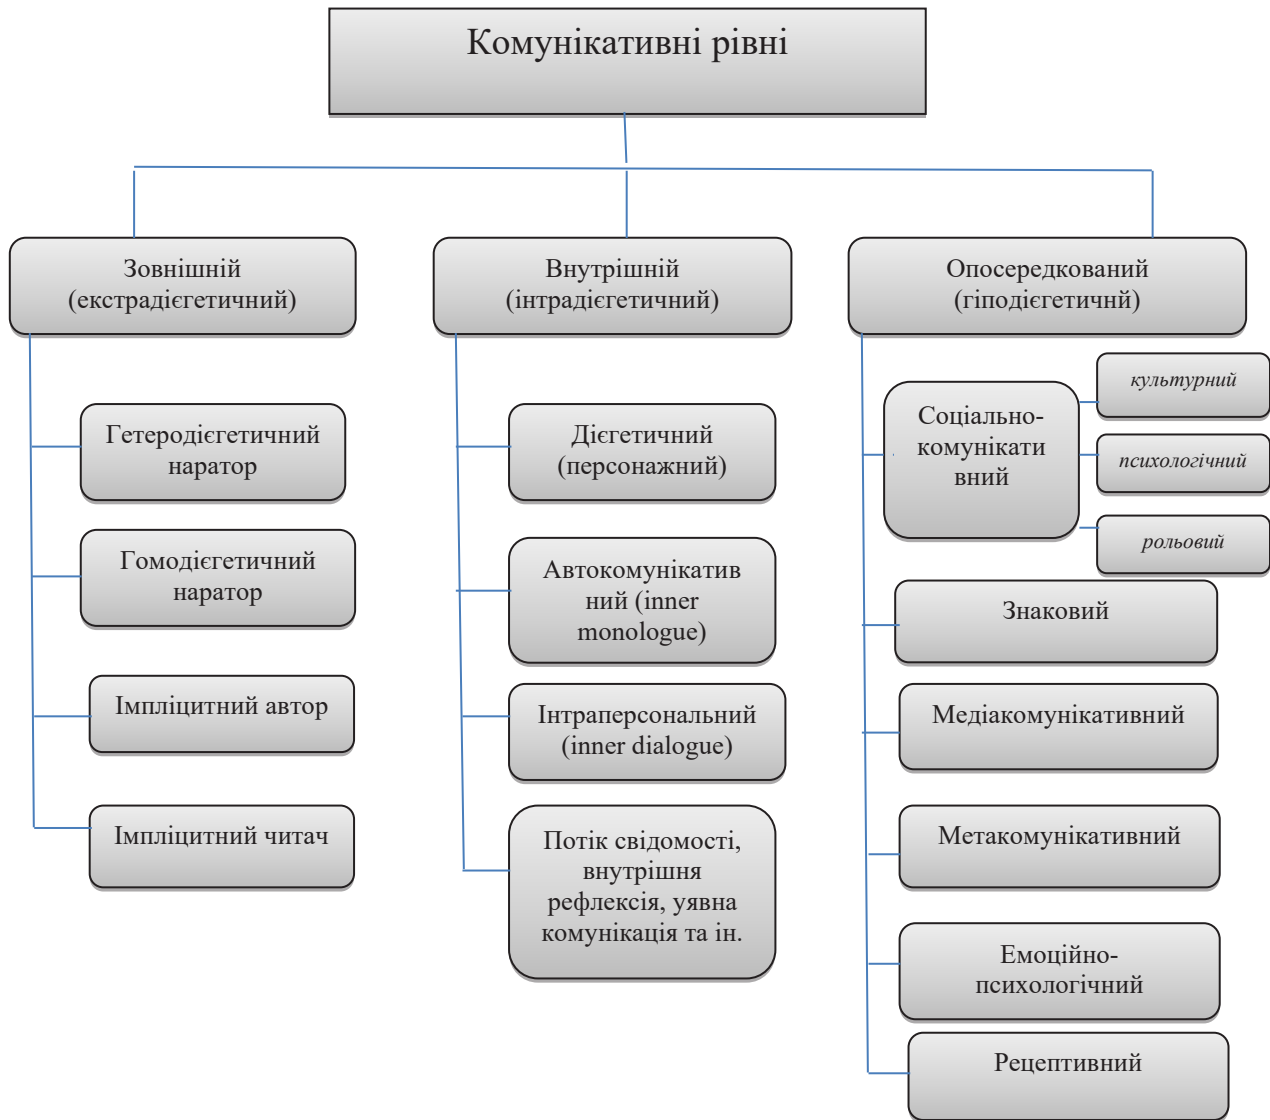 Комунікативні рівні
Зовнішній
(екстрадієгетичний)
Гетеродієгетичний
наратор
Гомодієгетичний
наратор
Імпліцитний автор
Імпліцитний читач
Внутрішній
(інтрадієгетичний)
Дієгетичний
(персонажний)
Автокомунікатив
ний (inner
monologue)
Інтраперсональний
(inner dialogue)
Потік свідомості,
внутрішня
рефлексія, уявна
комунікація та ін.
Опосередкований
(гіподієгетичнй)
Соціально-
комунікати
вний
культурний
психологічний
рольовий
Знаковий
Медіакомунікативний
Метакомунікативний
Емоційно-
психологічний
Рецептивний